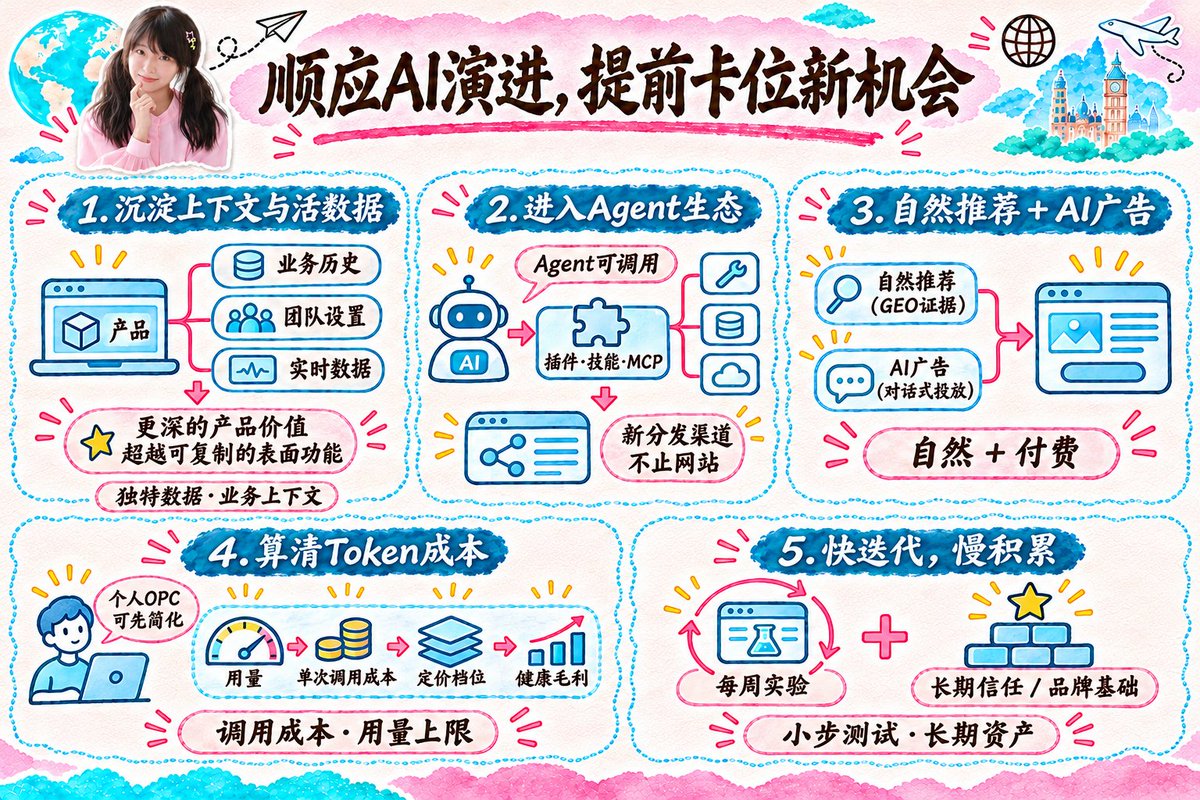 顺应AI演进，提前卡位新机会
1. 沉淀上下文与活数据
产品
业务历史
团队设置
实时数据
更深的产品价值
超越可复制的表面功能
独特数据·业务上下文
2. 进入Agent生态
Agent可调用
AI
插件·技能·MCP
新分发渠道
不止网站
3. 自然推荐 + AI广告
自然推荐
(GEO证据)
AI广告
(对话式投放)
自然 + 付费
4. 算清Token成本
个人OPC
可先简化
用量
单次调用成本
定价档位
健康毛利
调用成本·用量上限
5. 快迭代，慢积累
每周实验
长期信任 / 品牌基础
小步测试·长期资产